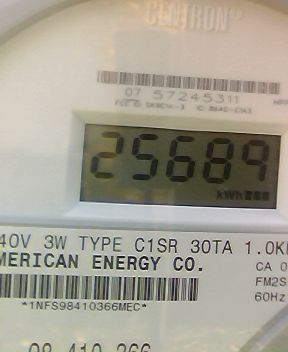 CENTRON®
07 57245311
25689
kWh
40V 3W TYPE C1SR 30TA 1.0K
MERICAN ENERGY CO.
CA 0
FM2S
*1NFS98410366MEC*
60Hz
98 410 366